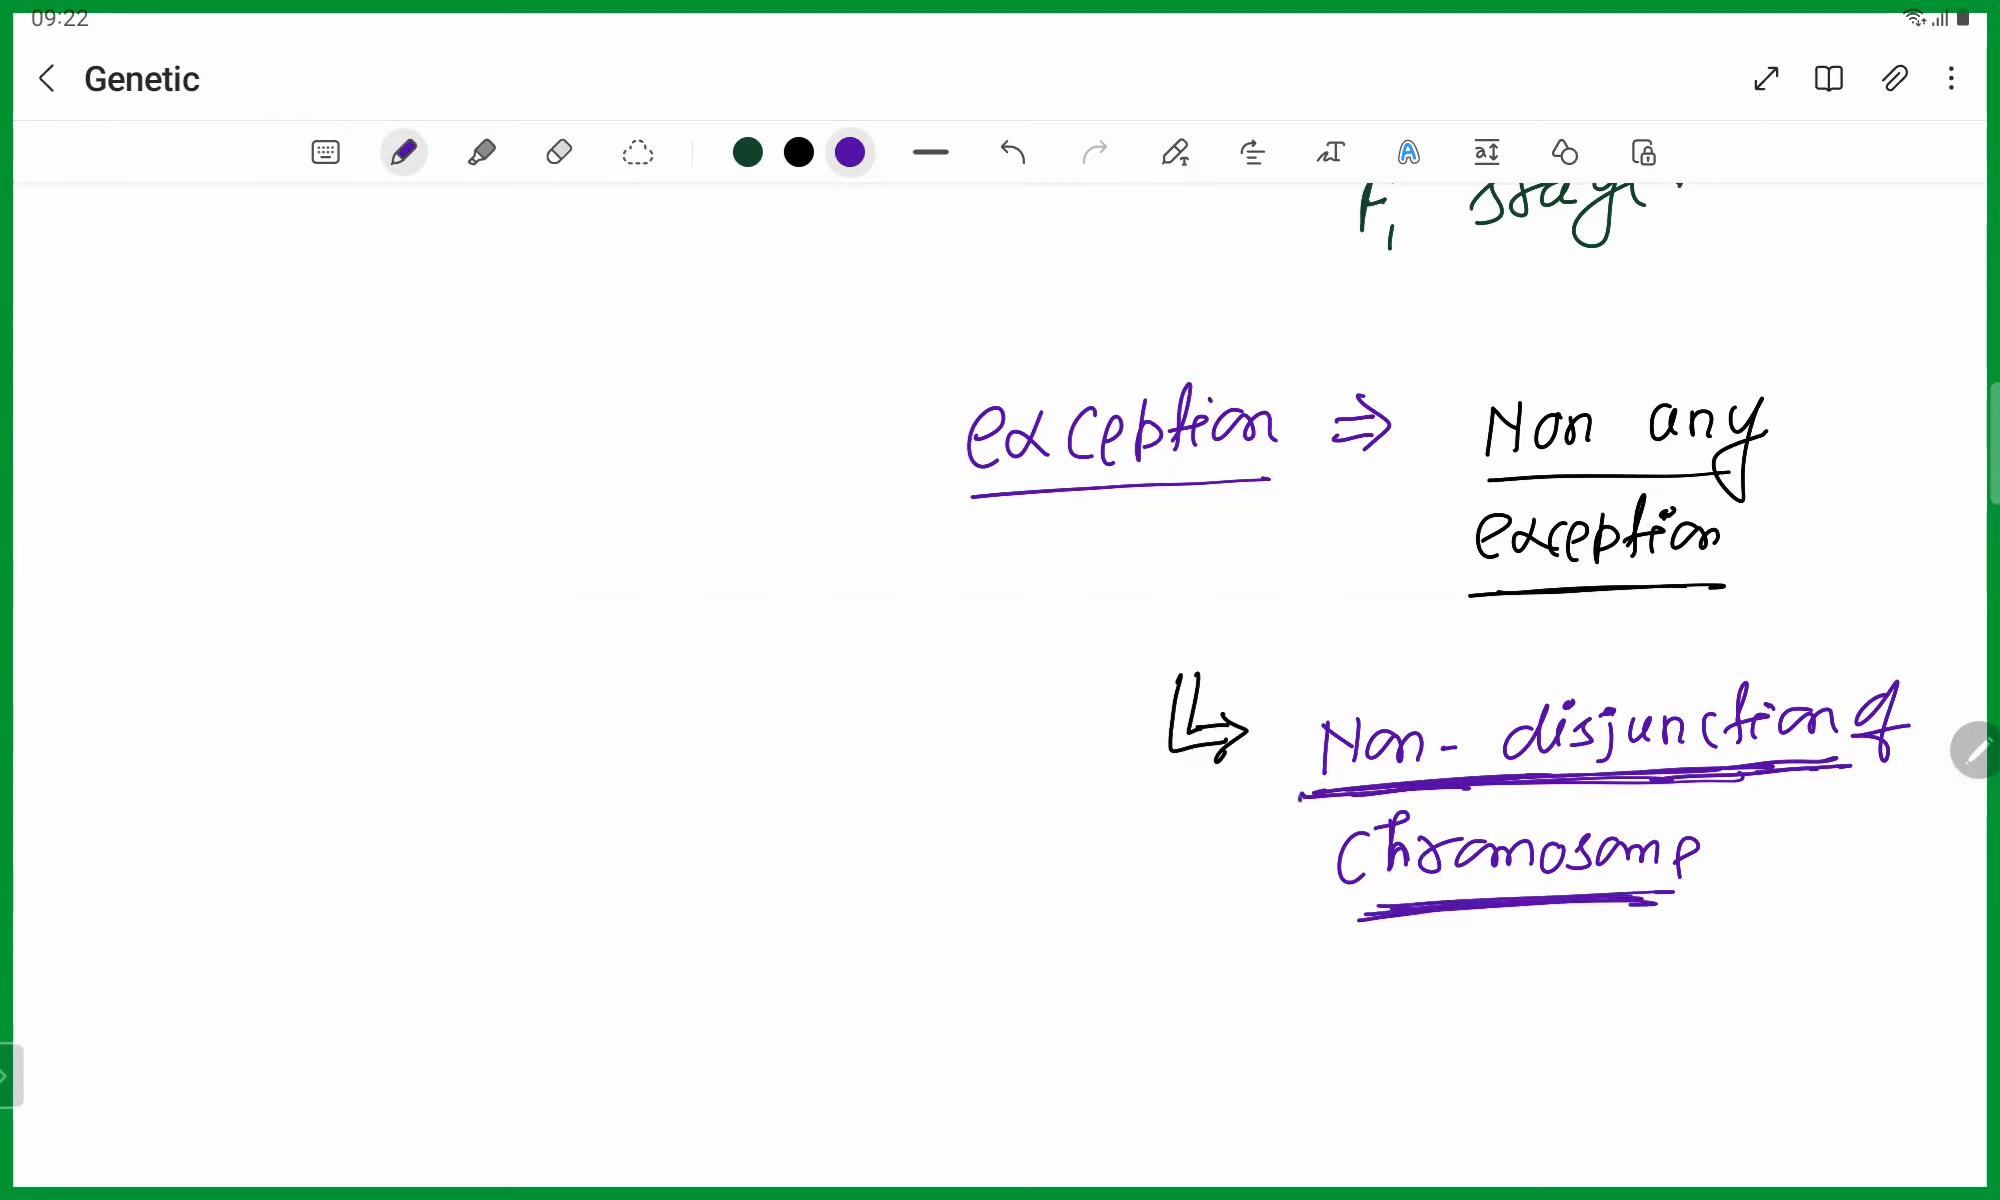 09:22
Genetic
F1 stage
exception ⇒ Non any
exception
Non-disjunction of
Chromosome